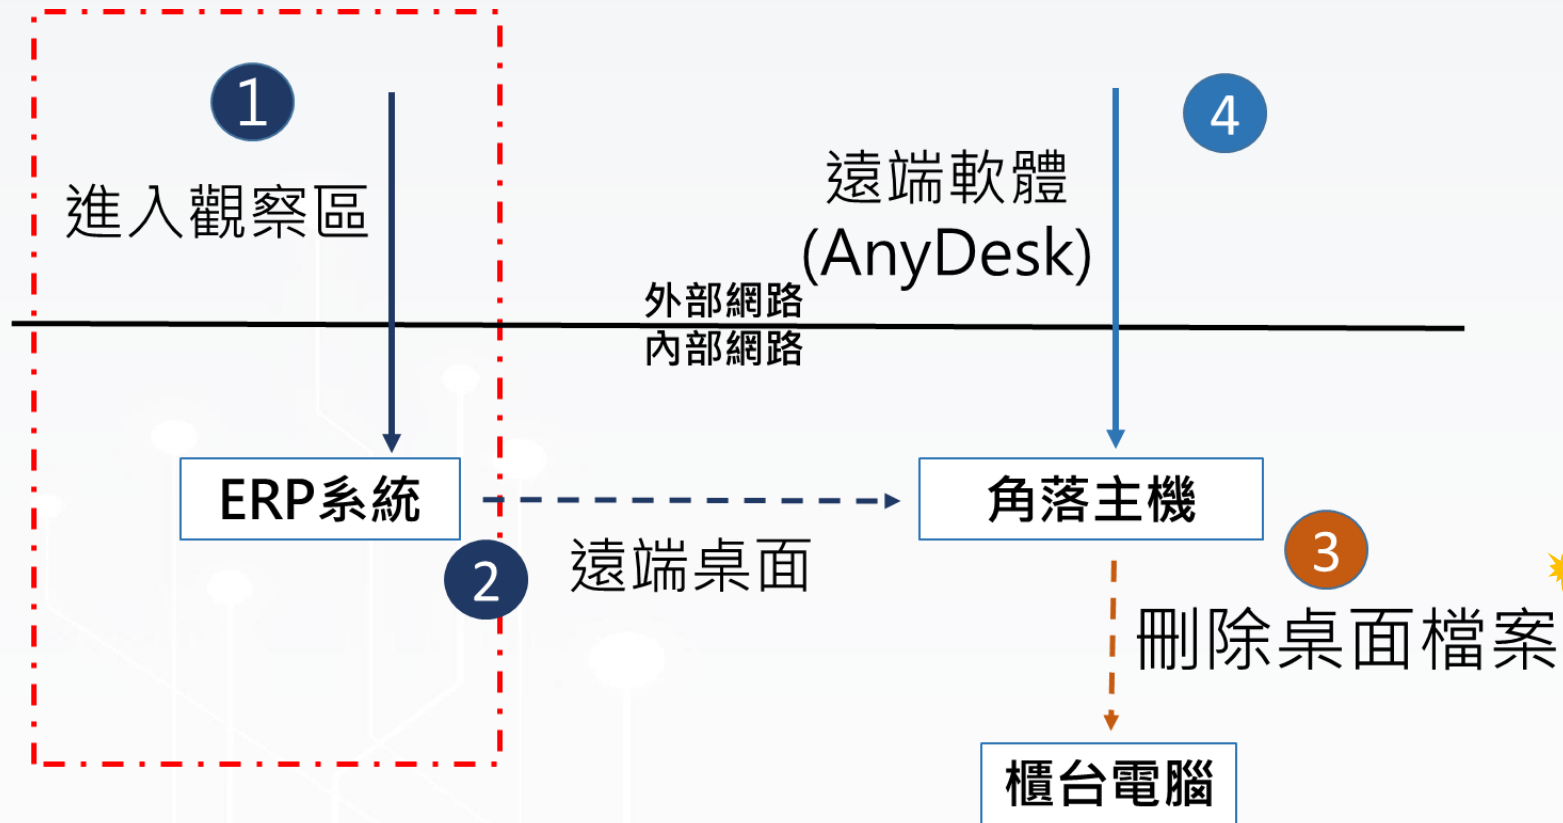 1
進入觀察區
4
遠端軟體
(AnyDesk)
外部網路
內部網路
ERP系統
2
遠端桌面
角落主機
3
刪除桌面檔案
櫃台電腦